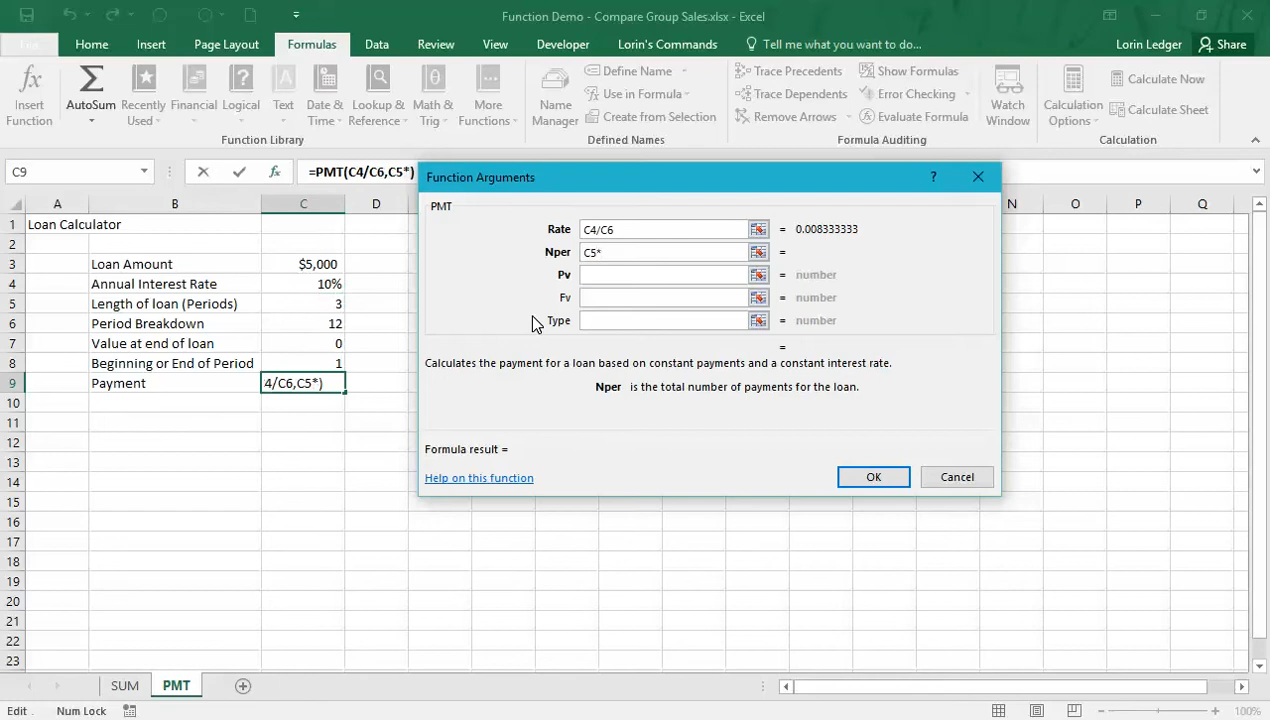 Function Demo - Compare Group Sales.xlsx - Excel
Home Insert Page Layout Formulas Data Review View Developer Lorin's Commands Tell me what you want to do... Lorin Ledger Share
Insert Function
AutoSum
Recently Used
Financial
Logical
Text
Date & Time
Lookup & Reference
Math & Trig
More Functions
Function Library
Name Manager
Define Name
Use in Formula
Create from Selection
Defined Names
Trace Precedents
Trace Dependents
Remove Arrows
Show Formulas
Error Checking
Evaluate Formula
Formula Auditing
Watch Window
Calculation Options
Calculate Now
Calculate Sheet
Calculation
C9 fx =PMT(C4/C6,C5*)
A B C D N O P Q R
1 Loan Calculator
2
3 Loan Amount $5,000
4 Annual Interest Rate 10%
5 Length of loan (Periods) 3
6 Period Breakdown 12
7 Value at end of loan 0
8 Beginning or End of Period 1
9 Payment 4/C6,C5*)
10
11
12
13
14
15
16
17
18
19
20
21
22
23
Function Arguments ?
PMT
Rate C4/C6 = 0.008333333
Nper C5* =
Pv = number
Fv = number
Type = number
=
Calculates the payment for a loan based on constant payments and a constant interest rate.
Nper is the total number of payments for the loan.
Formula result =
Help on this function OK Cancel
SUM PMT
Edit Num Lock 100%